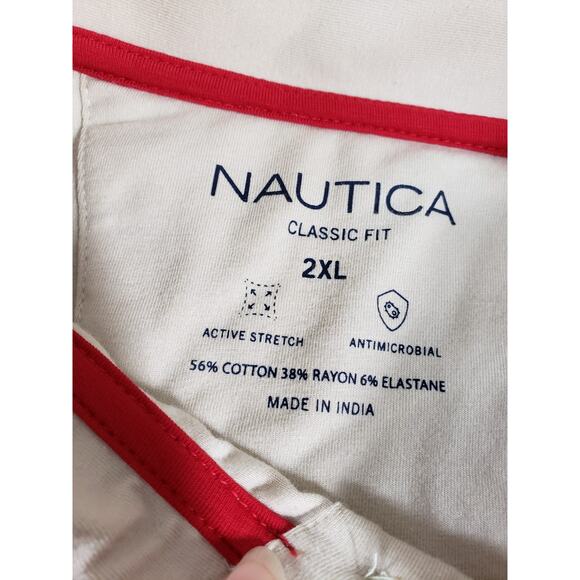 NAUTICA
CLASSIC FIT
2XL
ACTIVE STRETCH
ANTIMICROBIAL
56% COTTON 38% RAYON 6% ELASTANE
MADE IN INDIA